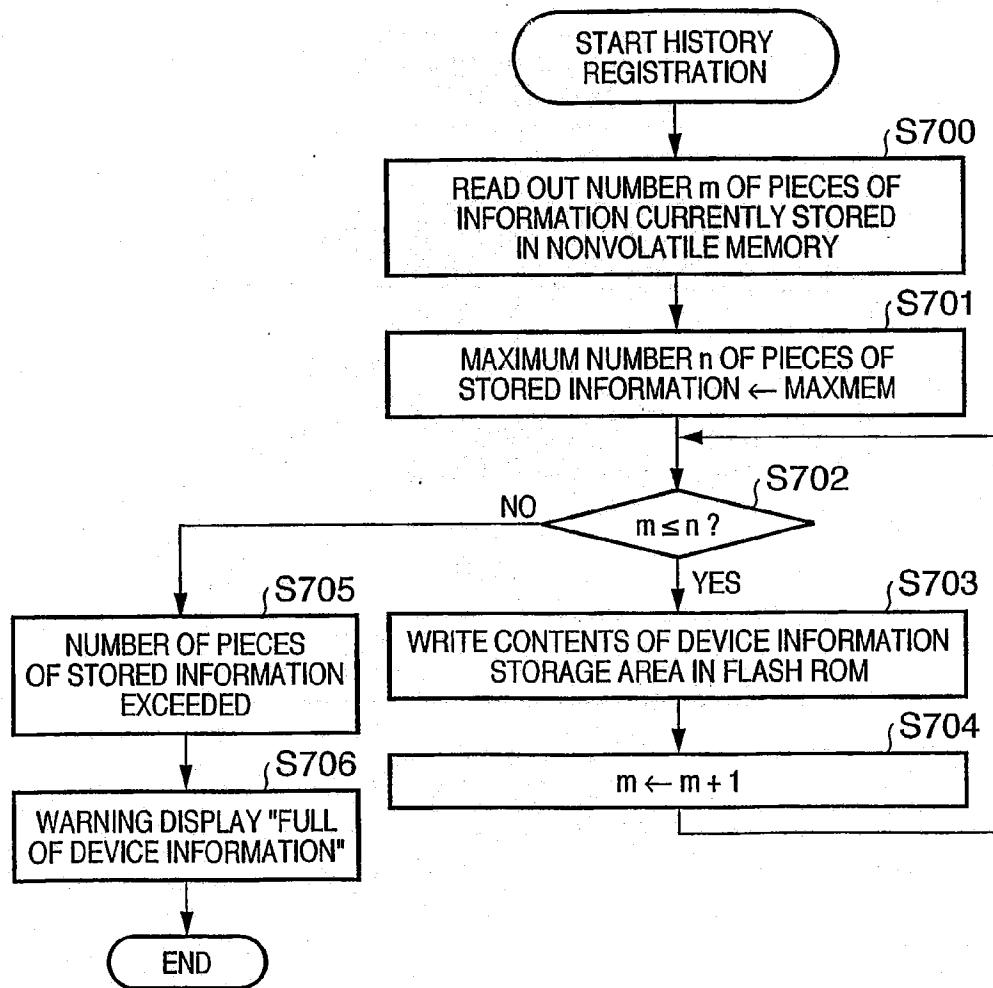 START HISTORY
REGISTRATION
S700
READ OUT NUMBER m OF PIECES OF
INFORMATION CURRENTLY STORED
IN NONVOLATILE MEMORY
S701
MAXIMUM NUMBER n OF PIECES OF
STORED INFORMATION ← MAXMEM
S702
m ≤ n ?
NO
YES
S703
WRITE CONTENTS OF DEVICE INFORMATION
STORAGE AREA IN FLASH ROM
S704
m ← m + 1
S705
NUMBER OF PIECES
OF STORED INFORMATION
EXCEEDED
S706
WARNING DISPLAY "FULL
OF DEVICE INFORMATION"
END